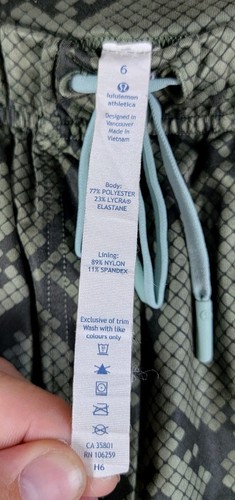 6
lululemon
athletica
Designed in
Vancouver
Made in
Vietnam
Body:
77% POLYESTER
23% LYCRA®
ELASTANE
Lining:
89% NYLON
11% SPANDEX
Exclusive of trim
Wash with like
colours only
CA 35801
RN 106259
H6